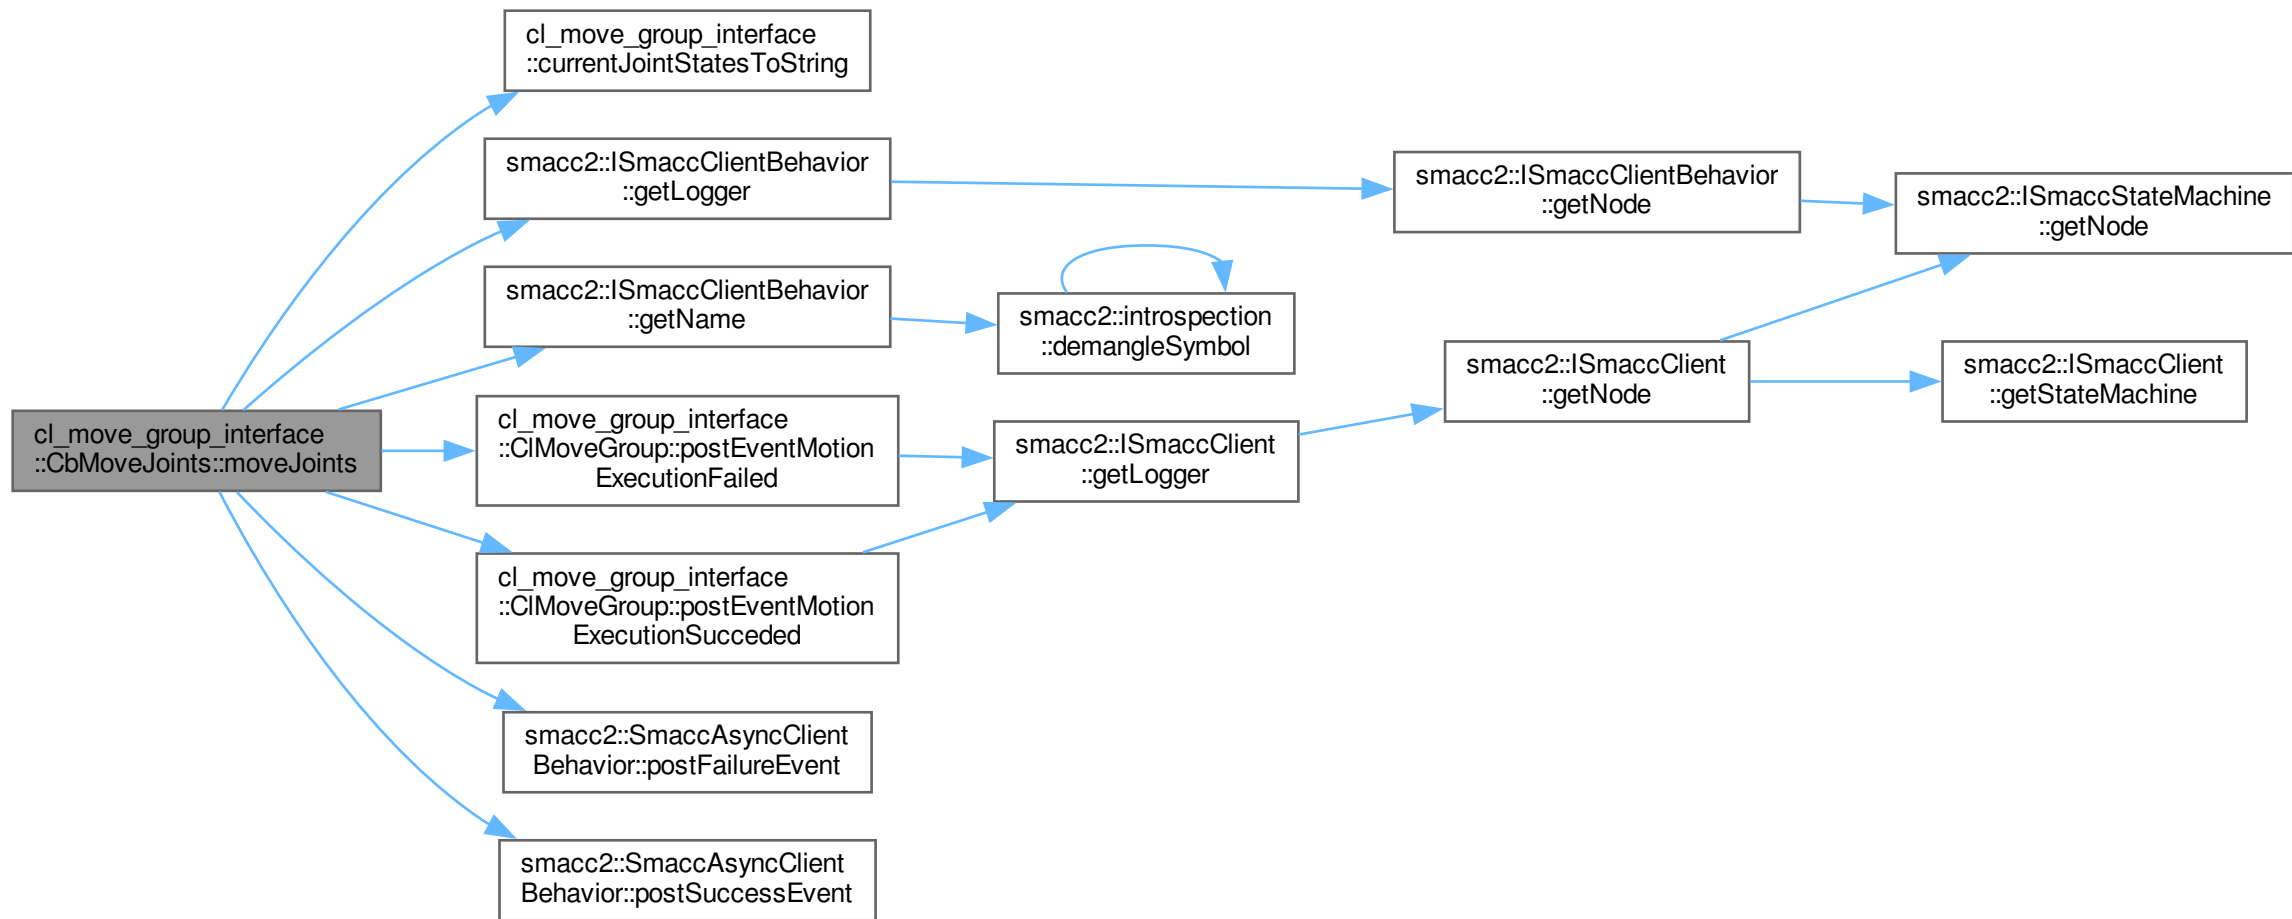 cl_move_group_interface
::currentJointStatesToString
smacc2::ISmaccClientBehavior
::getLogger
smacc2::ISmaccClientBehavior
::getNode
smacc2::ISmaccStateMachine
::getNode
smacc2::ISmaccClientBehavior
::getName
smacc2::introspection
::demangleSymbol
smacc2::ISmaccClient
::getNode
smacc2::ISmaccClient
::getStateMachine
cl_move_group_interface
::CbMoveJoints::moveJoints
cl_move_group_interface
::ClMoveGroup::postEventMotion
ExecutionFailed
smacc2::ISmaccClient
::getLogger
cl_move_group_interface
::ClMoveGroup::postEventMotion
ExecutionSucceded
smacc2::SmaccAsyncClient
Behavior::postFailureEvent
smacc2::SmaccAsyncClient
Behavior::postSuccessEvent